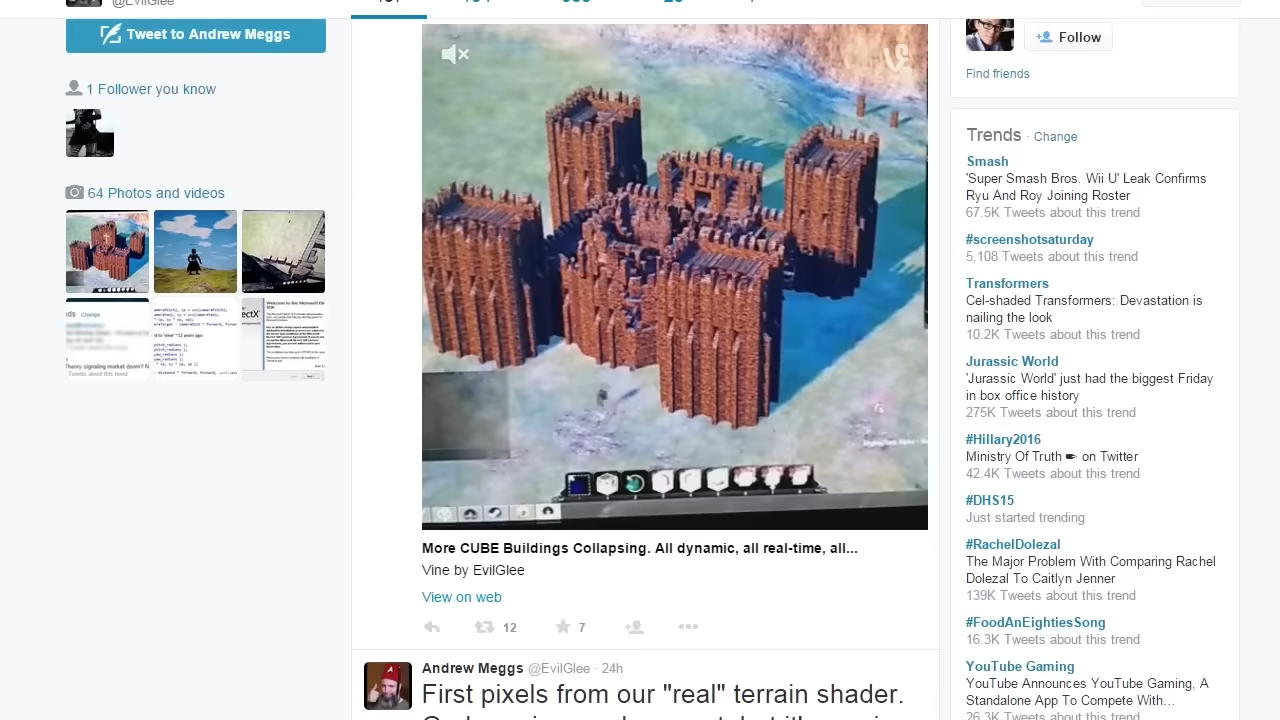 @EvilGlee
Tweet to Andrew Meggs
1 Follower you know
64 Photos and videos
More CUBE Buildings Collapsing. All dynamic, all real-time, all...
Vine by EvilGlee
View on web
12
7
Andrew Meggs @EvilGlee · 24h
First pixels from our "real" terrain shader.
Follow
Find friends
Trends · Change
Smash
'Super Smash Bros. Wii U' Leak Confirms
Ryu And Roy Joining Roster
67.5K Tweets about this trend
#screenshotsaturday
5,108 Tweets about this trend
Transformers
Transformers: Devastation is
10.2K Tweets about this trend
Jurassic World
'Jurassic World' just had the biggest Friday
in box office history
275K Tweets about this trend
#Hillary2016
Ministry Of Truth ✒ on Twitter
42.4K Tweets about this trend
#DHS15
Just started trending
#RachelDolezal
The Major Problem With Comparing Rachel
Dolezal To Caitlyn Jenner
139K Tweets about this trend
#FoodAnEightiesSong
16.3K Tweets about this trend
YouTube Gaming
YouTube Announces YouTube Gaming, A
Standalone App To Compete With...
26.3K Tweets about this trend